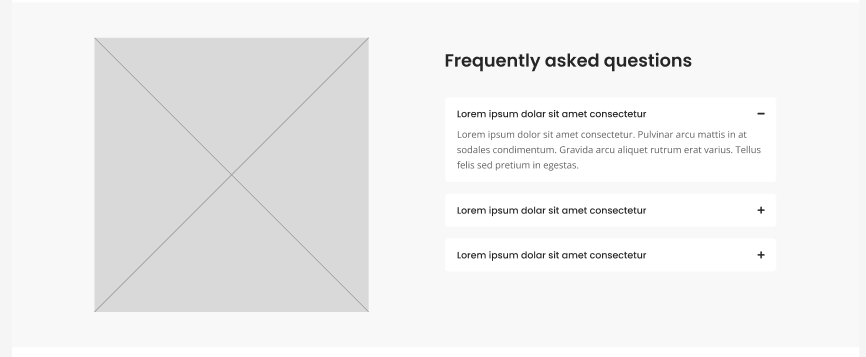 Frequently asked questions
Lorem ipsum dolar sit amet consectetur
Lorem ipsum dolor sit amet consectetur. Pulvinar arcu mattis in at
sodales condimentum. Gravida arcu aliquet rutrum erat varius. Tellus
felis sed pretium in egestas.
Lorem ipsum dolar sit amet consectetur
Lorem ipsum dolar sit amet consectetur